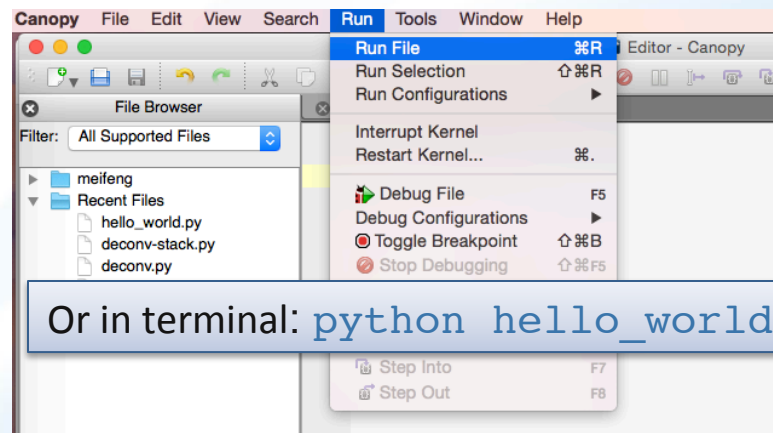 Canopy File Edit View Search Run Tools Window Help
Editor - Canopy
Run File ⌘R
Run Selection ⇧⌘R
Run Configurations ▶
Interrupt Kernel
Restart Kernel... ⌘.
Debug File F5
Debug Configurations ▶
Toggle Breakpoint ⇧⌘B
Stop Debugging ⇧⌘F5
File Browser
Filter: All Supported Files
meifeng
Recent Files
hello_world.py
deconv-stack.py
deconv.py
Or in terminal: python hello_world
Step Into F7
Step Out F8